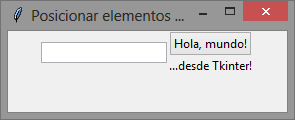 Posicionar elementos ...
Hola, mundo!
...desde Tkinter!